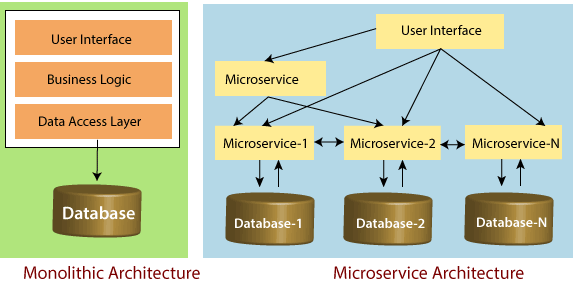 User Interface
Business Logic
Data Access Layer
Database
Monolithic Architecture
User Interface
Microservice
Microservice-1
Microservice-2
Microservice-N
Database-1
Database-2
Database-N
Microservice Architecture